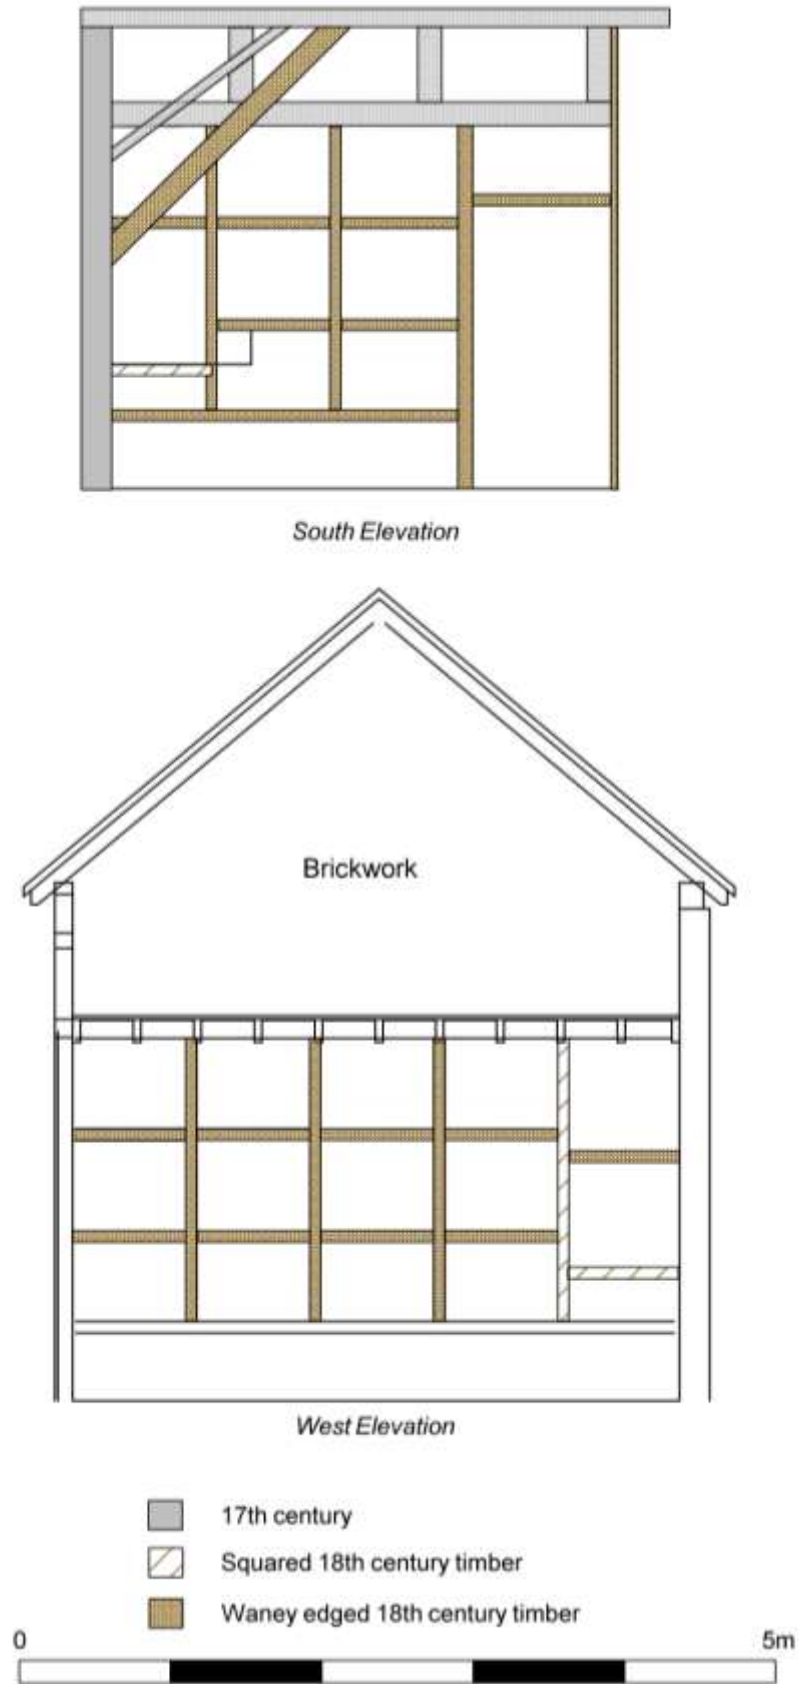 South Elevation
Brickwork
West Elevation
17th century
Squared 18th century timber
Waney edged 18th century timber
0 5m